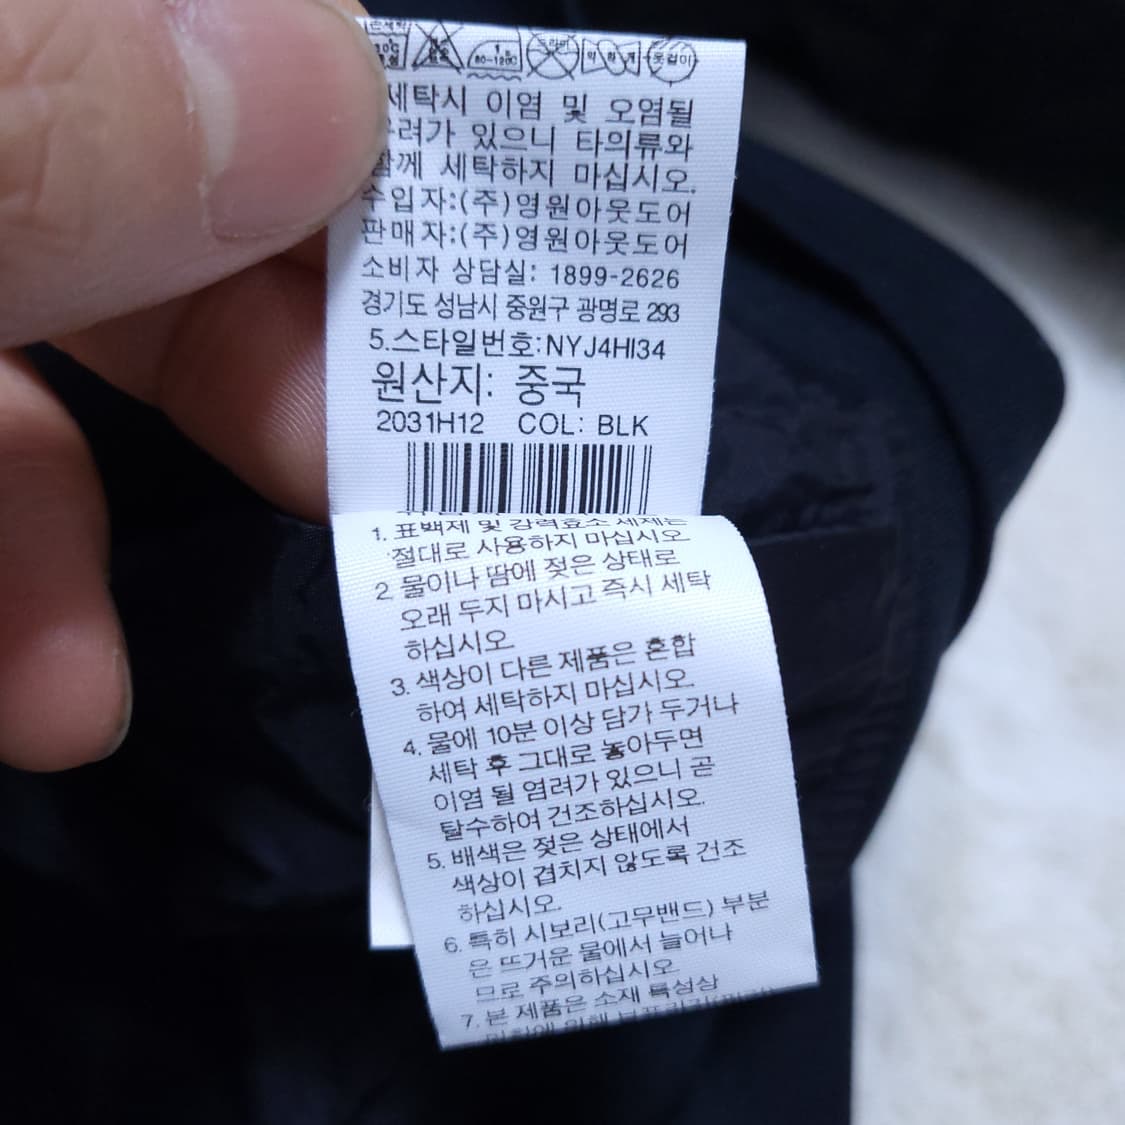 80~120℃
드라이
약 하 게
옷걸이
세탁시 이염 및 오염될
우려가 있으니 타의류와
함께 세탁하지 마십시오.
수입자:(주)영원아웃도어
판매자:(주)영원아웃도어
소비자 상담실: 1899-2626
경기도 성남시 중원구 광명로 293
5.스타일번호:NYJ4HI34
원산지: 중국
2031H12 COL: BLK
1. 표백제 및 강력효소 세제는
절대로 사용하지 마십시오
2. 물이나 땀에 젖은 상태로
오래 두지 마시고 즉시 세탁
하십시오
3. 색상이 다른 제품은 혼합
하여 세탁하지 마십시오.
4. 물에 10분 이상 담가 두거나
세탁 후 그대로 놓아두면
이염 될 염려가 있으니 곧
탈수하여 건조하십시오.
5. 배색은 젖은 상태에서
색상이 겹치지 않도록 건조
하십시오.
6. 특히 시보리(고무밴드) 부분
은 뜨거운 물에서 늘어나
므로 주의하십시오
7. 본 제품은 소재 특성상